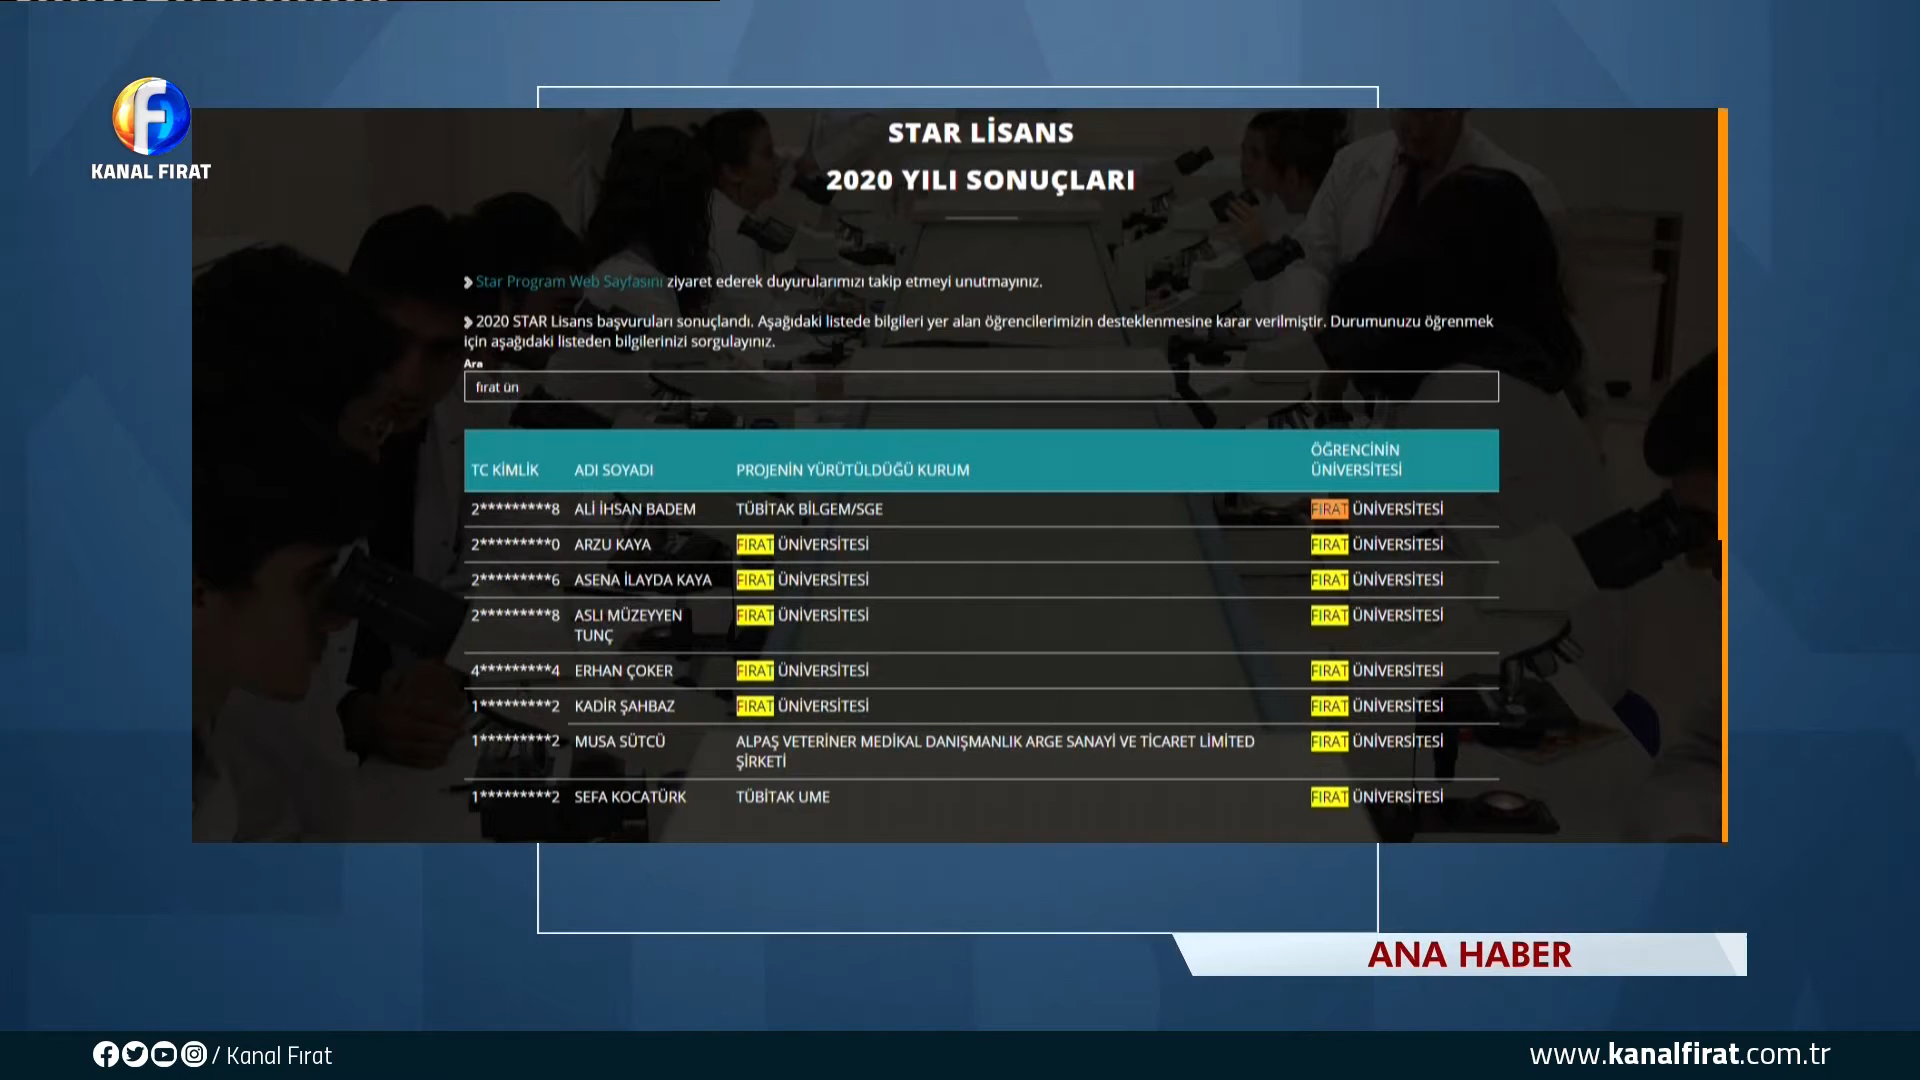 KANAL FIRAT
STAR LİSANS
2020 YILI SONUÇLARI
Star Program Web Sayfasını ziyaret ederek duyurularımızı takip etmeyi unutmayınız.
2020 STAR Lisans başvuruları sonuçlandı. Aşağıdaki listede bilgileri yer alan öğrencilerimizin desteklenmesine karar verilmiştir. Durumunuzu öğrenmek
için aşağıdaki listeden bilgilerinizi sorgulayınız.
Ara
fırat ün
TC KİMLİK ADI SOYADI PROJENİN YÜRÜTÜLDÜĞÜ KURUM ÖĞRENCİNİN
ÜNİVERSİTESİ
2*********8 ALİ İHSAN BADEM TÜBİTAK BİLGEM/SGE FIRAT ÜNİVERSİTESİ
2*********0 ARZU KAYA FIRAT ÜNİVERSİTESİ FIRAT ÜNİVERSİTESİ
2*********6 ASENA İLAYDA KAYA FIRAT ÜNİVERSİTESİ FIRAT ÜNİVERSİTESİ
2*********8 ASLI MÜZEYYEN FIRAT ÜNİVERSİTESİ FIRAT ÜNİVERSİTESİ
TUNÇ
4*********4 ERHAN ÇOKER FIRAT ÜNİVERSİTESİ FIRAT ÜNİVERSİTESİ
1*********2 KADİR ŞAHBAZ FIRAT ÜNİVERSİTESİ FIRAT ÜNİVERSİTESİ
1*********2 MUSA SÜTCÜ ALPAŞ VETERİNER MEDİKAL DANIŞMANLIK ARGE SANAYİ VE TİCARET LİMİTED FIRAT ÜNİVERSİTESİ
ŞİRKETİ
1*********2 SEFA KOCATÜRK TÜBİTAK UME FIRAT ÜNİVERSİTESİ
ANA HABER
/ Kanal Fırat
www.kanalfirat.com.tr